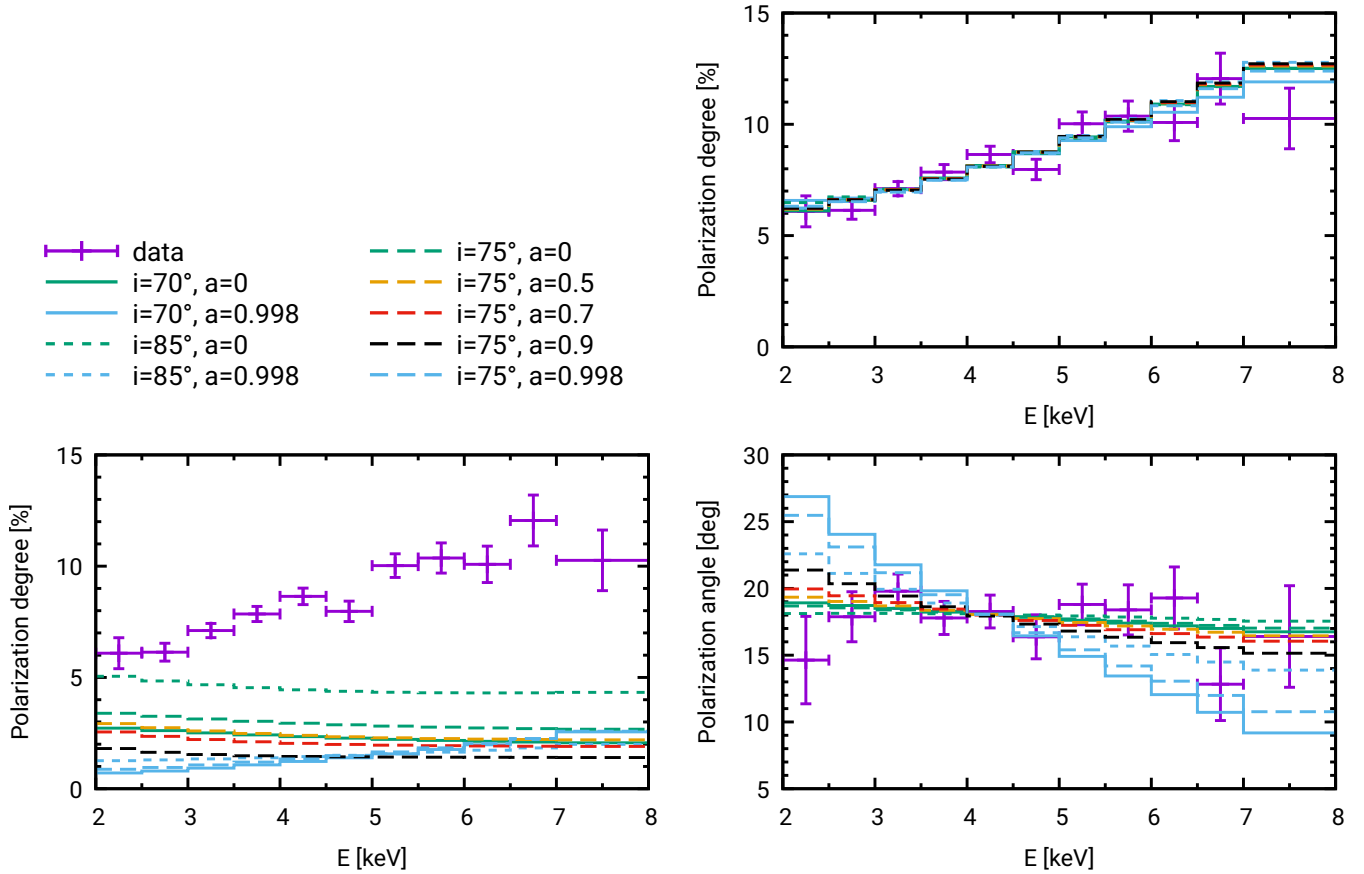 Polarization degree [%]
15
10
5
0
2 3 4 5 6 7 8
E [keV]
data
i=70°, a=0
i=70°, a=0.998
i=85°, a=0
i=85°, a=0.998
i=75°, a=0
i=75°, a=0.5
i=75°, a=0.7
i=75°, a=0.9
i=75°, a=0.998
Polarization degree [%]
15
10
5
0
2 3 4 5 6 7 8
E [keV]
Polarization angle [deg]
30
25
20
15
10
5
2 3 4 5 6 7 8
E [keV]